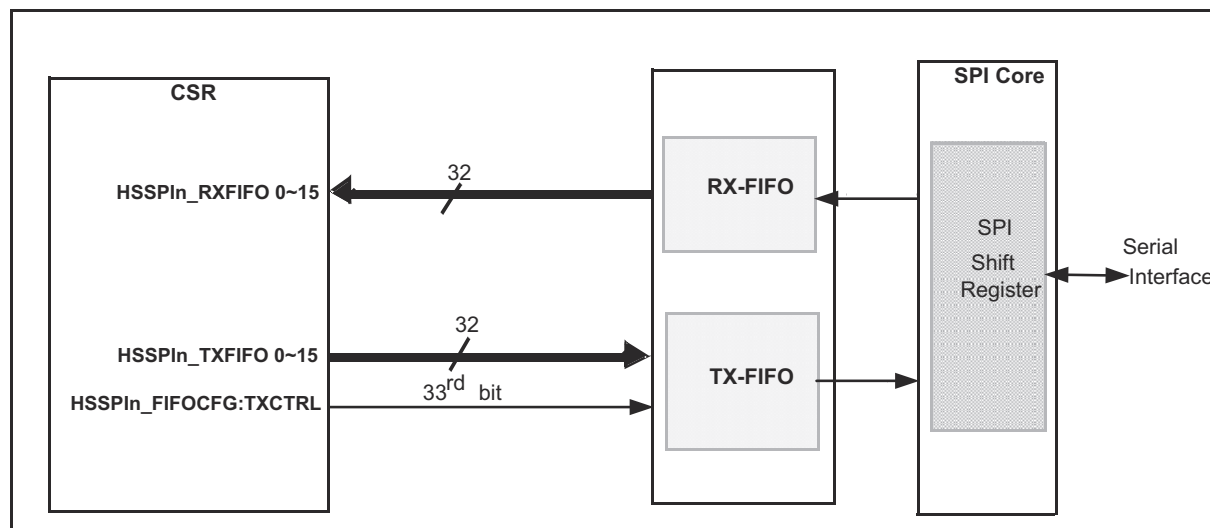 CSR
SPI Core
HSSPIn_RXFIFO 0~15
32
RX-FIFO
SPI
Shift
Register
Serial
Interface
HSSPIn_TXFIFO 0~15
32
TX-FIFO
HSSPIn_FIFOCFG:TXCTRL
33rd bit